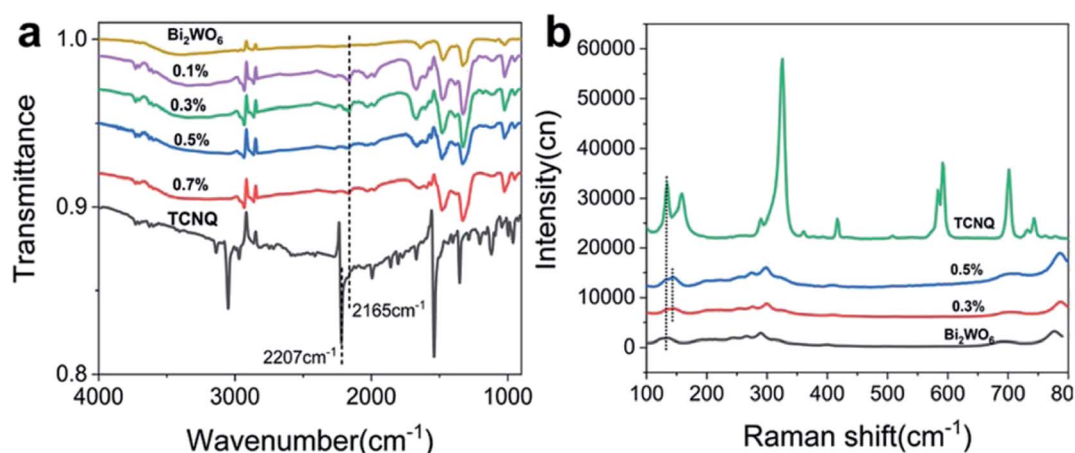 a
Transmittance
1.0
0.9
0.8
Bi₂WO₆
0.1%
0.3%
0.5%
0.7%
TCNQ
2165cm⁻¹
2207cm⁻¹
4000 3000 2000 1000
Wavenumber(cm⁻¹)
b
Intensity(cn)
60000
50000
40000
30000
20000
10000
0
TCNQ
0.5%
0.3%
Bi₂WO₆
100 200 300 400 500 600 700 80
Raman shift(cm⁻¹)